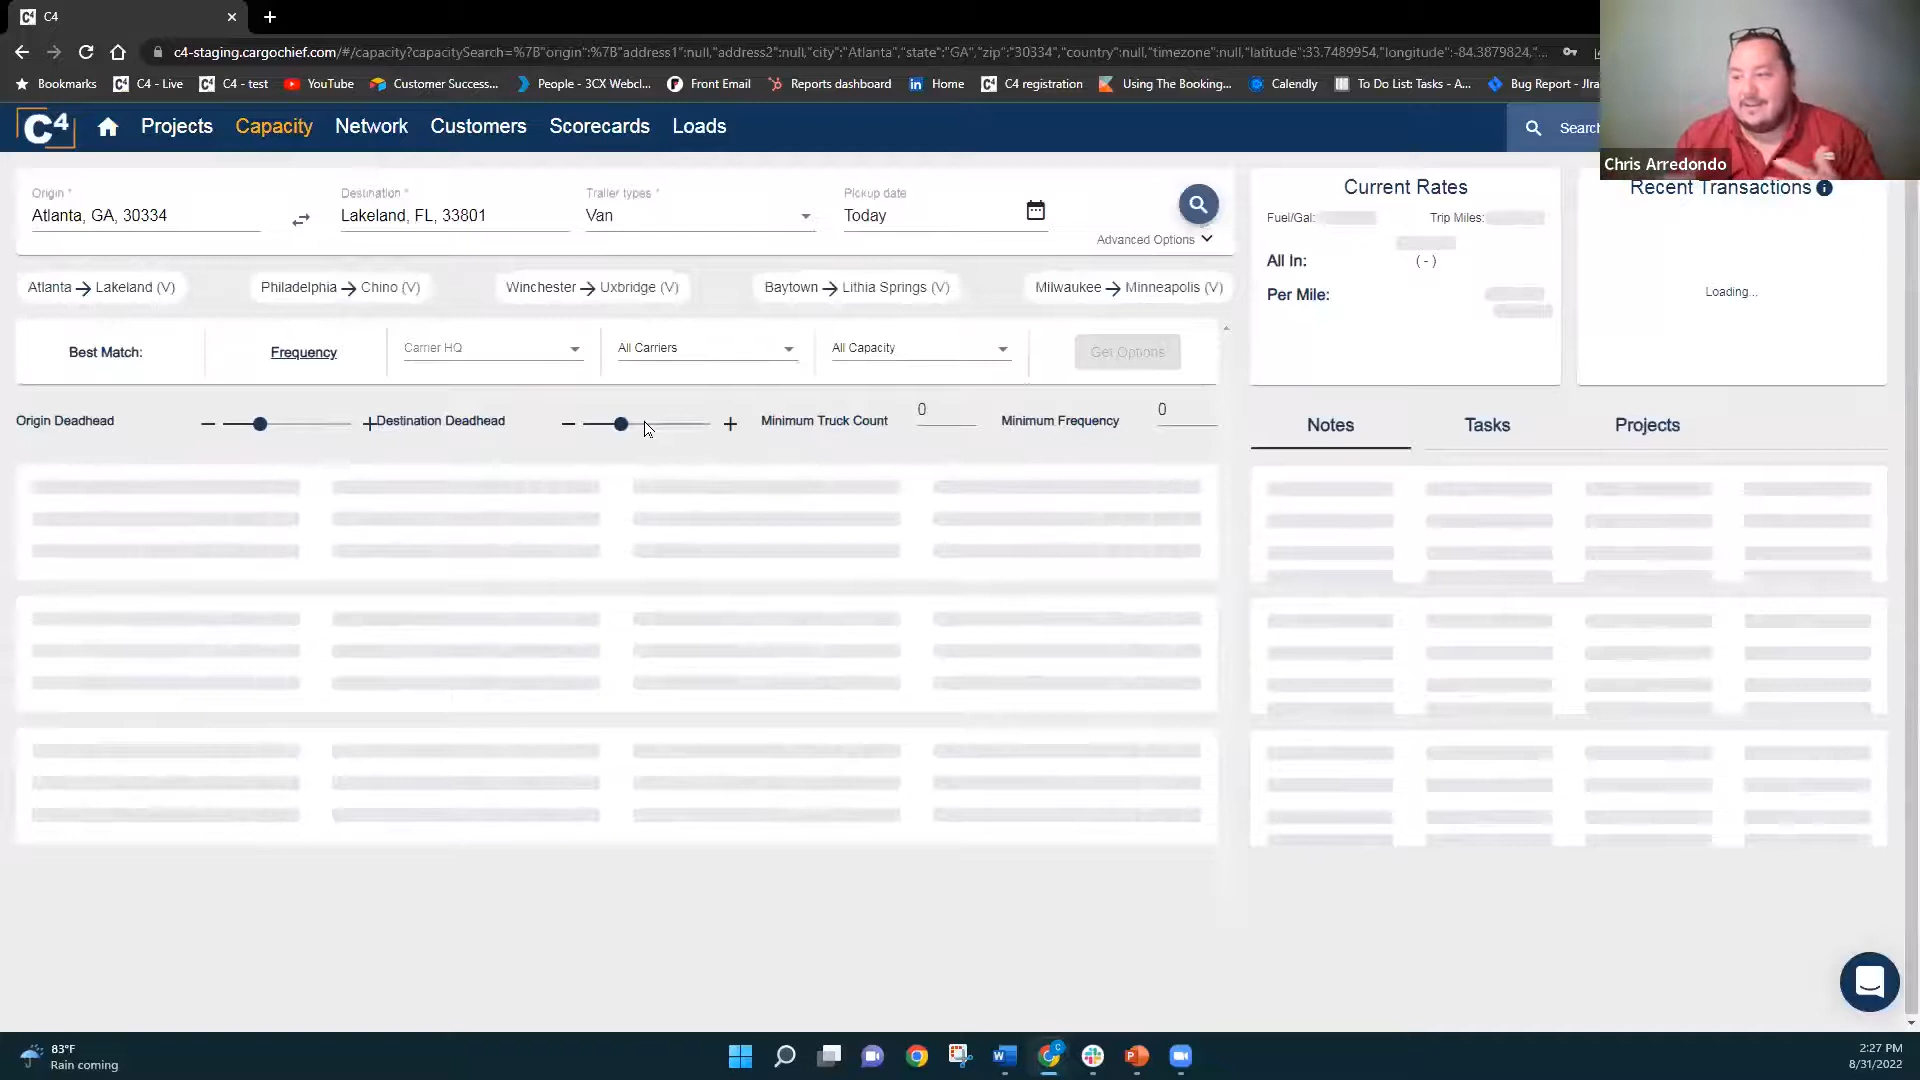 C4
c4-staging.cargochief.com/#/capacity?capacitySearch=%7B"origin":%7B"address1":null,"address2":null,"city":"Atlanta","state":"GA","zip":"30334","country":null,"timezone":null,"latitude":33.7489954,"longitude":-84.3879824,"...
Bookmarks C4 - Live C4 - test YouTube Customer Success... People - 3CX Webcl... Front Email Reports dashboard Home C4 registration Using The Booking... Calendly To Do List: Tasks - A... Bug Report - JIra
C4 Projects Capacity Network Customers Scorecards Loads Search
Chris Arredondo
Origin * Destination * Trailer types * Pickup date
Atlanta, GA, 30334 Lakeland, FL, 33801 Van Today
Advanced Options
Atlanta → Lakeland (V) Philadelphia → Chino (V) Winchester → Uxbridge (V) Baytown → Lithia Springs (V) Milwaukee → Minneapolis (V)
Best Match: Frequency Carrier HQ All Carriers All Capacity Get Options
Origin Deadhead Destination Deadhead Minimum Truck Count 0 Minimum Frequency 0
Current Rates
Fuel/Gal: Trip Miles:
All In: ( - )
Per Mile:
Recent Transactions
Loading...
Notes Tasks Projects
83°F
Rain coming
2:27 PM
8/31/2022